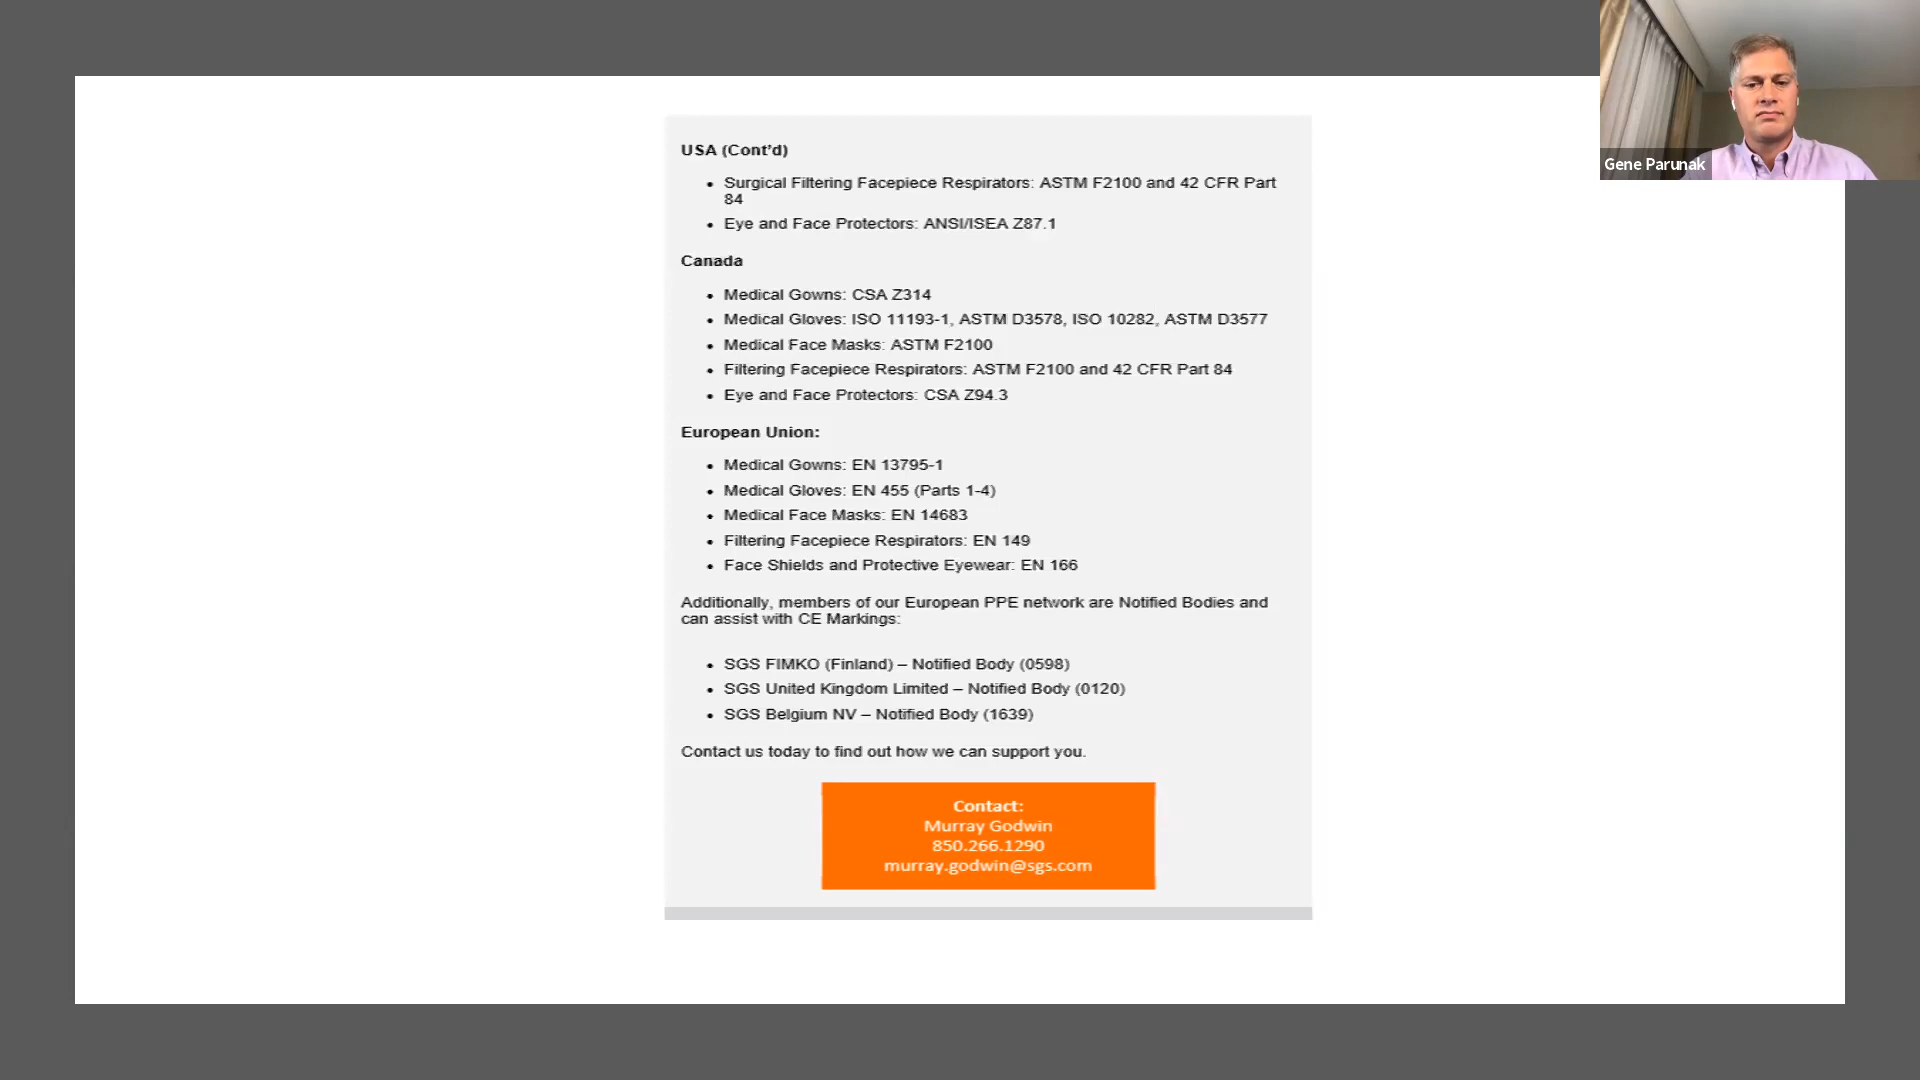 USA (Cont'd)
• Surgical Filtering Facepiece Respirators: ASTM F2100 and 42 CFR Part
84
• Eye and Face Protectors: ANSI/ISEA Z87.1
Canada
• Medical Gowns: CSA Z314
• Medical Gloves: ISO 11193-1, ASTM D3578, ISO 10282, ASTM D3577
• Medical Face Masks: ASTM F2100
• Filtering Facepiece Respirators: ASTM F2100 and 42 CFR Part 84
• Eye and Face Protectors: CSA Z94.3
European Union:
• Medical Gowns: EN 13795-1
• Medical Gloves: EN 455 (Parts 1-4)
• Medical Face Masks: EN 14683
• Filtering Facepiece Respirators: EN 149
• Face Shields and Protective Eyewear: EN 166
Additionally, members of our European PPE network are Notified Bodies and
can assist with CE Markings:
• SGS FIMKO (Finland) – Notified Body (0598)
• SGS United Kingdom Limited – Notified Body (0120)
• SGS Belgium NV – Notified Body (1639)
Contact us today to find out how we can support you.
Contact:
Murray Godwin
850.266.1290
murray.godwin@sgs.com
Gene Parunak